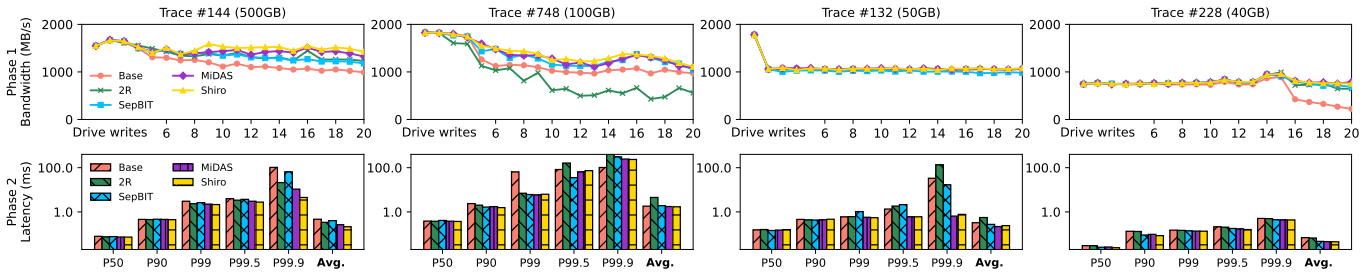 Trace #144 (500GB)
Trace #748 (100GB)
Trace #132 (50GB)
Trace #228 (40GB)
Phase 1
Bandwidth (MB/s)
2000
1000
0
Base
2R
SepBIT
MiDAS
Shiro
Drive writes 6 8 10 12 14 16 18 20
2000
1000
0
Drive writes 6 8 10 12 14 16 18 20
2000
1000
0
Drive writes 6 8 10 12 14 16 18 20
2000
1000
0
Drive writes 6 8 10 12 14 16 18 20
Phase 2
Latency (ms)
100.0
1.0
Base
2R
SepBIT
MiDAS
Shiro
P50 P90 P99 P99.5 P99.9 Avg.
100.0
1.0
P50 P90 P99 P99.5 P99.9 Avg.
100.0
1.0
P50 P90 P99 P99.5 P99.9 Avg.
100.0
1.0
P50 P90 P99 P99.5 P99.9 Avg.